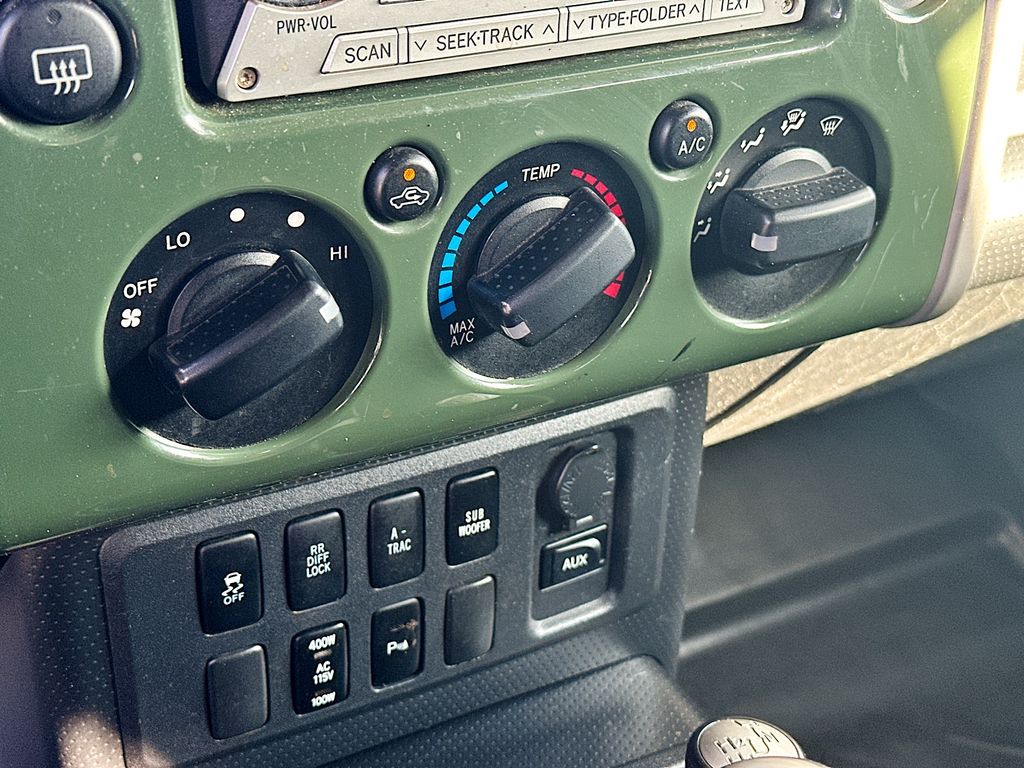 PWR·VOL
SCAN
∨ SEEK·TRACK ∧
∨ TYPE·FOLDER ∧
TEXT
OFF
LO
HI
TEMP
MAX
A/C
A/C
OFF
RR
DIFF
LOCK
A-
TRAC
SUB
WOOFER
AUX
400W
AC
115V
100W
P